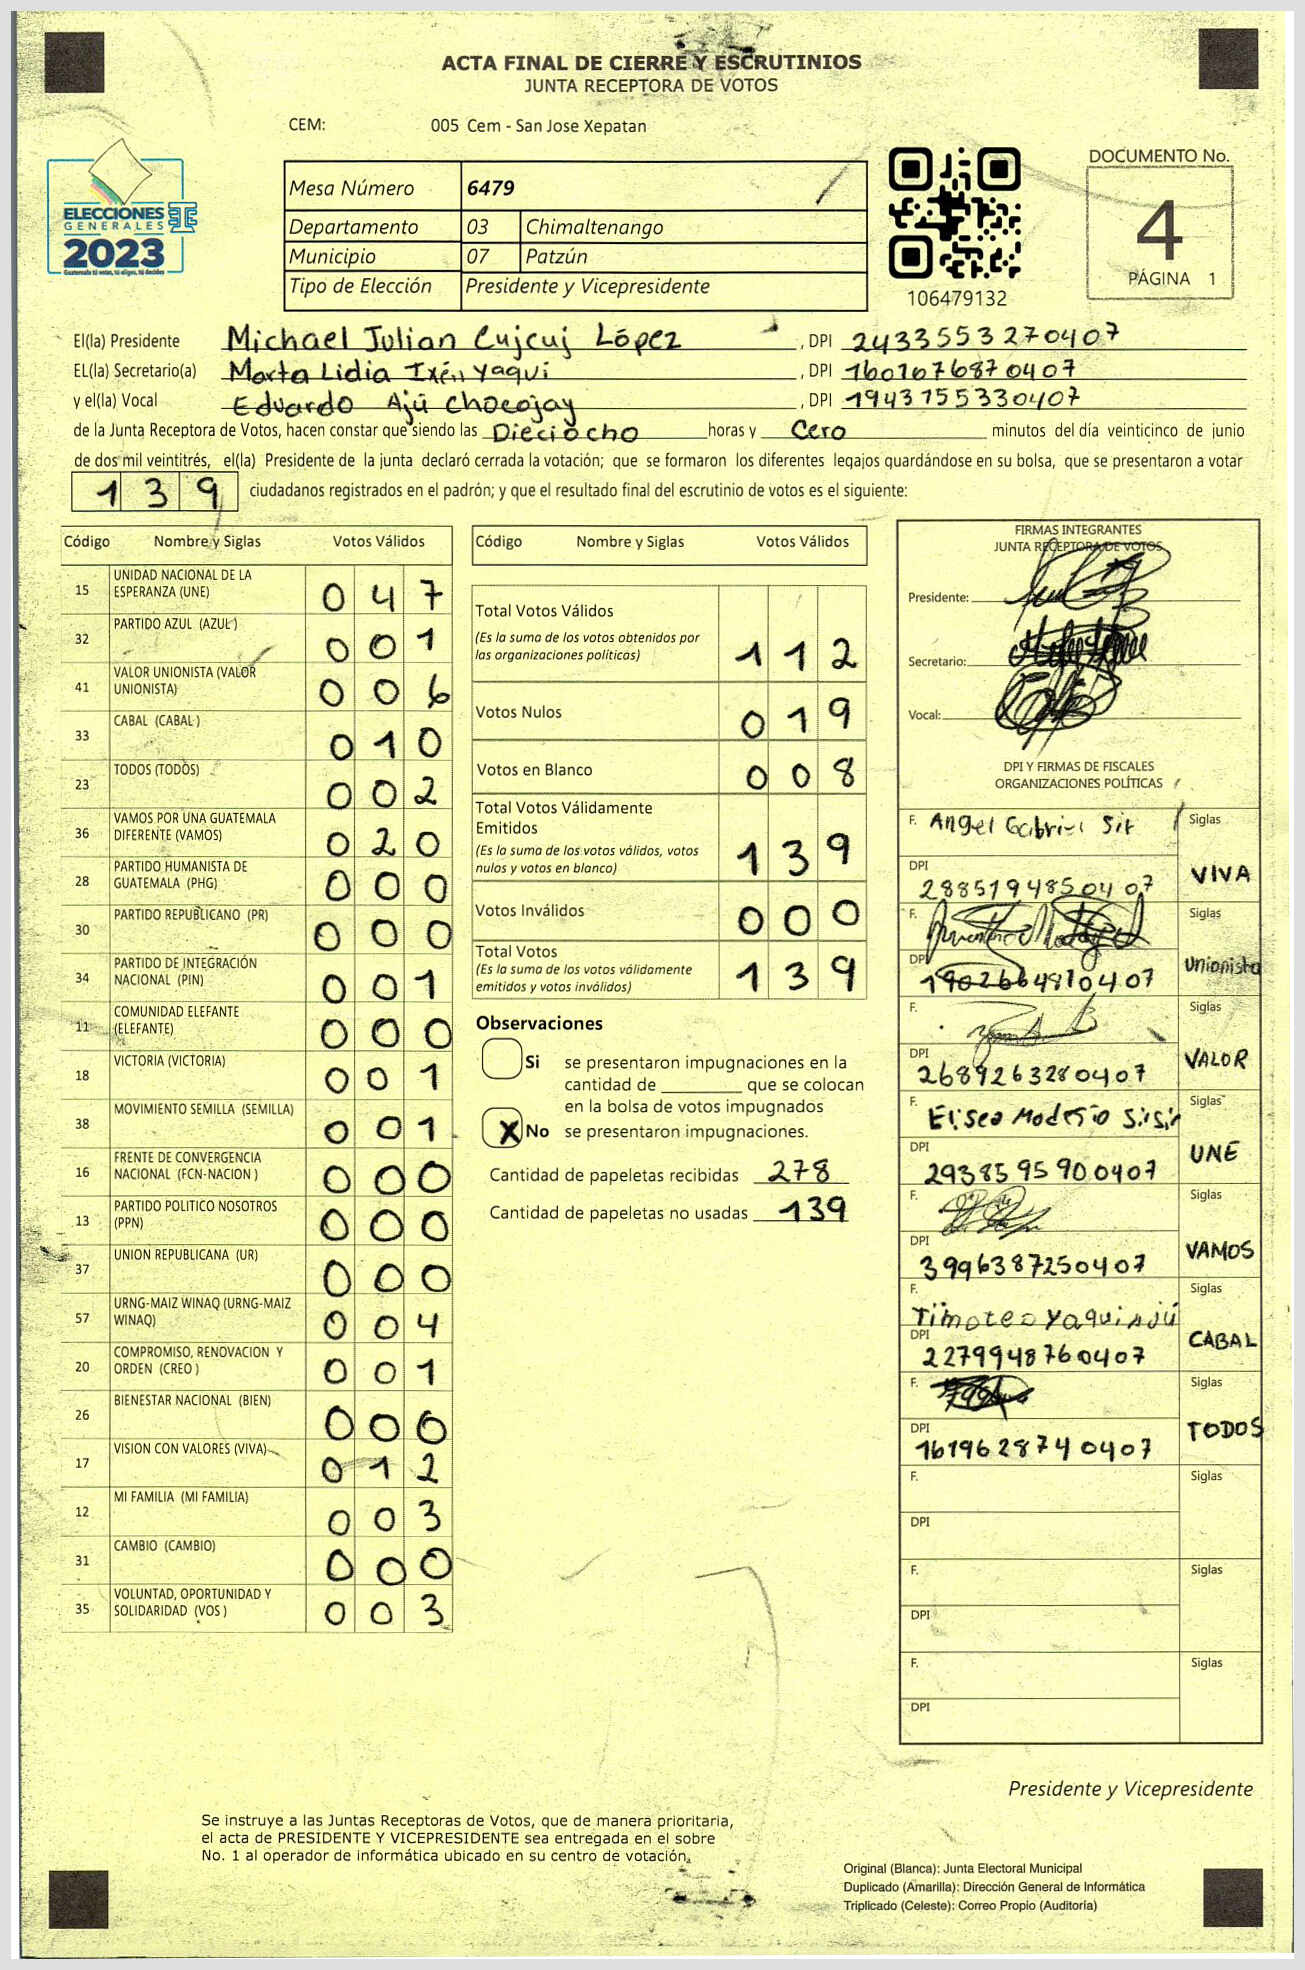 ACTA FINAL DE CIERRE Y ESCRUTINIOS
JUNTA RECEPTORA DE VOTOS
CEM: 005 Cem - San Jose Xepatan
ELECCIONES
GENERALES
2023
Guatemala tú votas, tú eliges, tú decides
Mesa Número 6479
Departamento 03 Chimaltenango
Municipio 07 Patzún
Tipo de Elección Presidente y Vicepresidente
106479132
DOCUMENTO No.
4
PÁGINA 1
El(la) Presidente Michael Julian Cujcuj López, DPI 2433553270407
EL(la) Secretario(a) Marta Lidia Ixén Yaqui, DPI 1601676870407
y el(la) Vocal Eduardo Ajú Chocojay, DPI 1943755330407
de la Junta Receptora de Votos, hacen constar que siendo las Dieciocho horas y Cero minutos del día veinticinco de junio
de dos mil veintitrés, el(la) Presidente de la junta declaró cerrada la votación; que se formaron los diferentes legajos guardándose en su bolsa, que se presentaron a votar
139 ciudadanos registrados en el padrón; y que el resultado final del escrutinio de votos es el siguiente:
Código Nombre y Siglas Votos Válidos
15 UNIDAD NACIONAL DE LA ESPERANZA (UNE) 0 4 7
32 PARTIDO AZUL (AZUL ) 0 0 1
41 VALOR UNIONISTA (VALOR UNIONISTA) 0 0 6
33 CABAL (CABAL ) 0 1 0
23 TODOS (TODOS) 0 0 2
36 VAMOS POR UNA GUATEMALA DIFERENTE (VAMOS) 0 2 0
28 PARTIDO HUMANISTA DE GUATEMALA (PHG) 0 0 0
30 PARTIDO REPUBLICANO (PR) 0 0 0
34 PARTIDO DE INTEGRACIÓN NACIONAL (PIN) 0 0 1
11 COMUNIDAD ELEFANTE (ELEFANTE) 0 0 0
18 VICTORIA (VICTORIA) 0 0 1
38 MOVIMIENTO SEMILLA (SEMILLA) 0 0 1
16 FRENTE DE CONVERGENCIA NACIONAL (FCN-NACION ) 0 0 0
13 PARTIDO POLITICO NOSOTROS (PPN) 0 0 0
37 UNION REPUBLICANA (UR) 0 0 0
57 URNG-MAIZ WINAQ (URNG-MAIZ WINAQ) 0 0 4
20 COMPROMISO, RENOVACION Y ORDEN (CREO ) 0 0 1
26 BIENESTAR NACIONAL (BIEN) 0 0 0
17 VISION CON VALORES (VIVA) 0 1 2
12 MI FAMILIA (MI FAMILIA) 0 0 3
31 CAMBIO (CAMBIO) 0 0 0
35 VOLUNTAD, OPORTUNIDAD Y SOLIDARIDAD (VOS ) 0 0 3
Código Nombre y Siglas Votos Válidos
Total Votos Válidos
(Es la suma de los votos obtenidos por
las organizaciones políticas) 1 1 2
Votos Nulos 0 1 9
Votos en Blanco 0 0 8
Total Votos Válidamente
Emitidos
(Es la suma de los votos válidos, votos
nulos y votos en blanco) 1 3 9
Votos Inválidos 0 0 0
Total Votos
(Es la suma de los votos válidamente
emitidos y votos inválidos) 1 3 9
Observaciones
Si se presentaron impugnaciones en la
cantidad de ________ que se colocan
en la bolsa de votos impugnados
X No se presentaron impugnaciones.
Cantidad de papeletas recibidas 278
Cantidad de papeletas no usadas 139
FIRMAS INTEGRANTES
JUNTA RECEPTORA DE VOTOS
Presidente:
Secretario:
Vocal:
DPI Y FIRMAS DE FISCALES
ORGANIZACIONES POLÍTICAS
F. Angel Gabriel Sit Siglas
DPI 2885194850407 VIVA
F. Siglas
DPI 1902664810407 Unionista
F. Siglas
DPI 2689263280407 VALOR
F. Eliseo Modesto Siglas
DPI 2938595900407 UNE
F. Siglas
DPI 3996387250407 VAMOS
F. Timoteo Yaqui Ajú Siglas
DPI 2279948760407 CABAL
F. Siglas
DPI 1619628740407 TODOS
F. Siglas
DPI
F. Siglas
DPI
F. Siglas
DPI
Presidente y Vicepresidente
Se instruye a las Juntas Receptoras de Votos, que de manera prioritaria,
el acta de PRESIDENTE Y VICEPRESIDENTE sea entregada en el sobre
No. 1 al operador de informática ubicado en su centro de votación.
Original (Blanca): Junta Electoral Municipal
Duplicado (Amarilla): Dirección General de Informática
Triplicado (Celeste): Correo Propio (Auditoría)